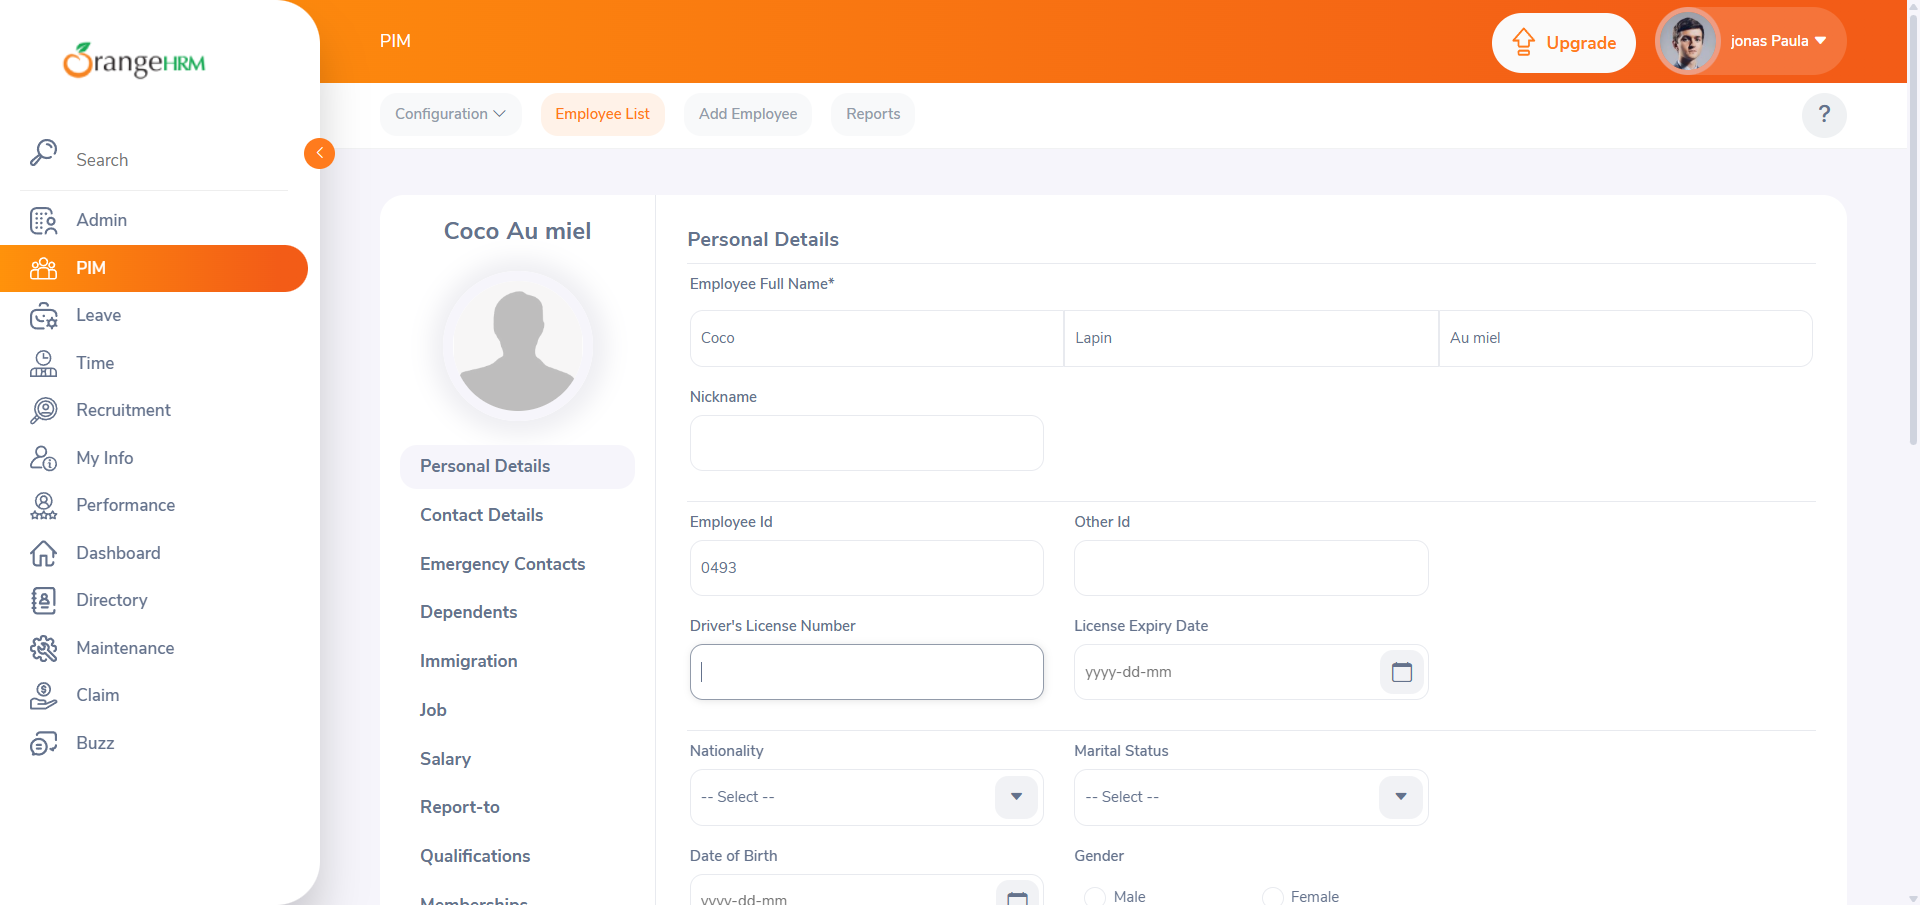 OrangeHRM
PIM
Upgrade
jonas Paula
Configuration
Employee List
Add Employee
Reports
?
Search
Admin
PIM
Leave
Time
Recruitment
My Info
Performance
Dashboard
Directory
Maintenance
Claim
Buzz
Coco Au miel
Personal Details
Contact Details
Emergency Contacts
Dependents
Immigration
Job
Salary
Report-to
Qualifications
Memberships
Personal Details
Employee Full Name*
Coco
Lapin
Au miel
Nickname
Employee Id
Other Id
0493
Driver's License Number
License Expiry Date
yyyy-dd-mm
Nationality
Marital Status
-- Select --
-- Select --
Date of Birth
Gender
yyyy-dd-mm
Male
Female